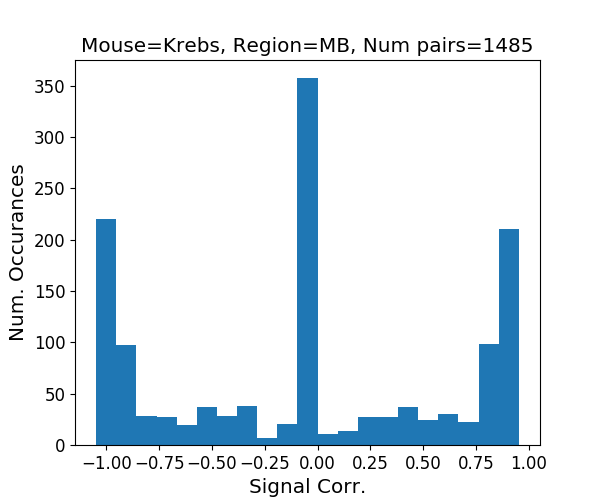 Mouse=Krebs, Region=MB, Num pairs=1485
Num. Occurances
350
300
250
200
150
100
50
0
−1.00 −0.75 −0.50 −0.25 0.00 0.25 0.50 0.75 1.00
Signal Corr.